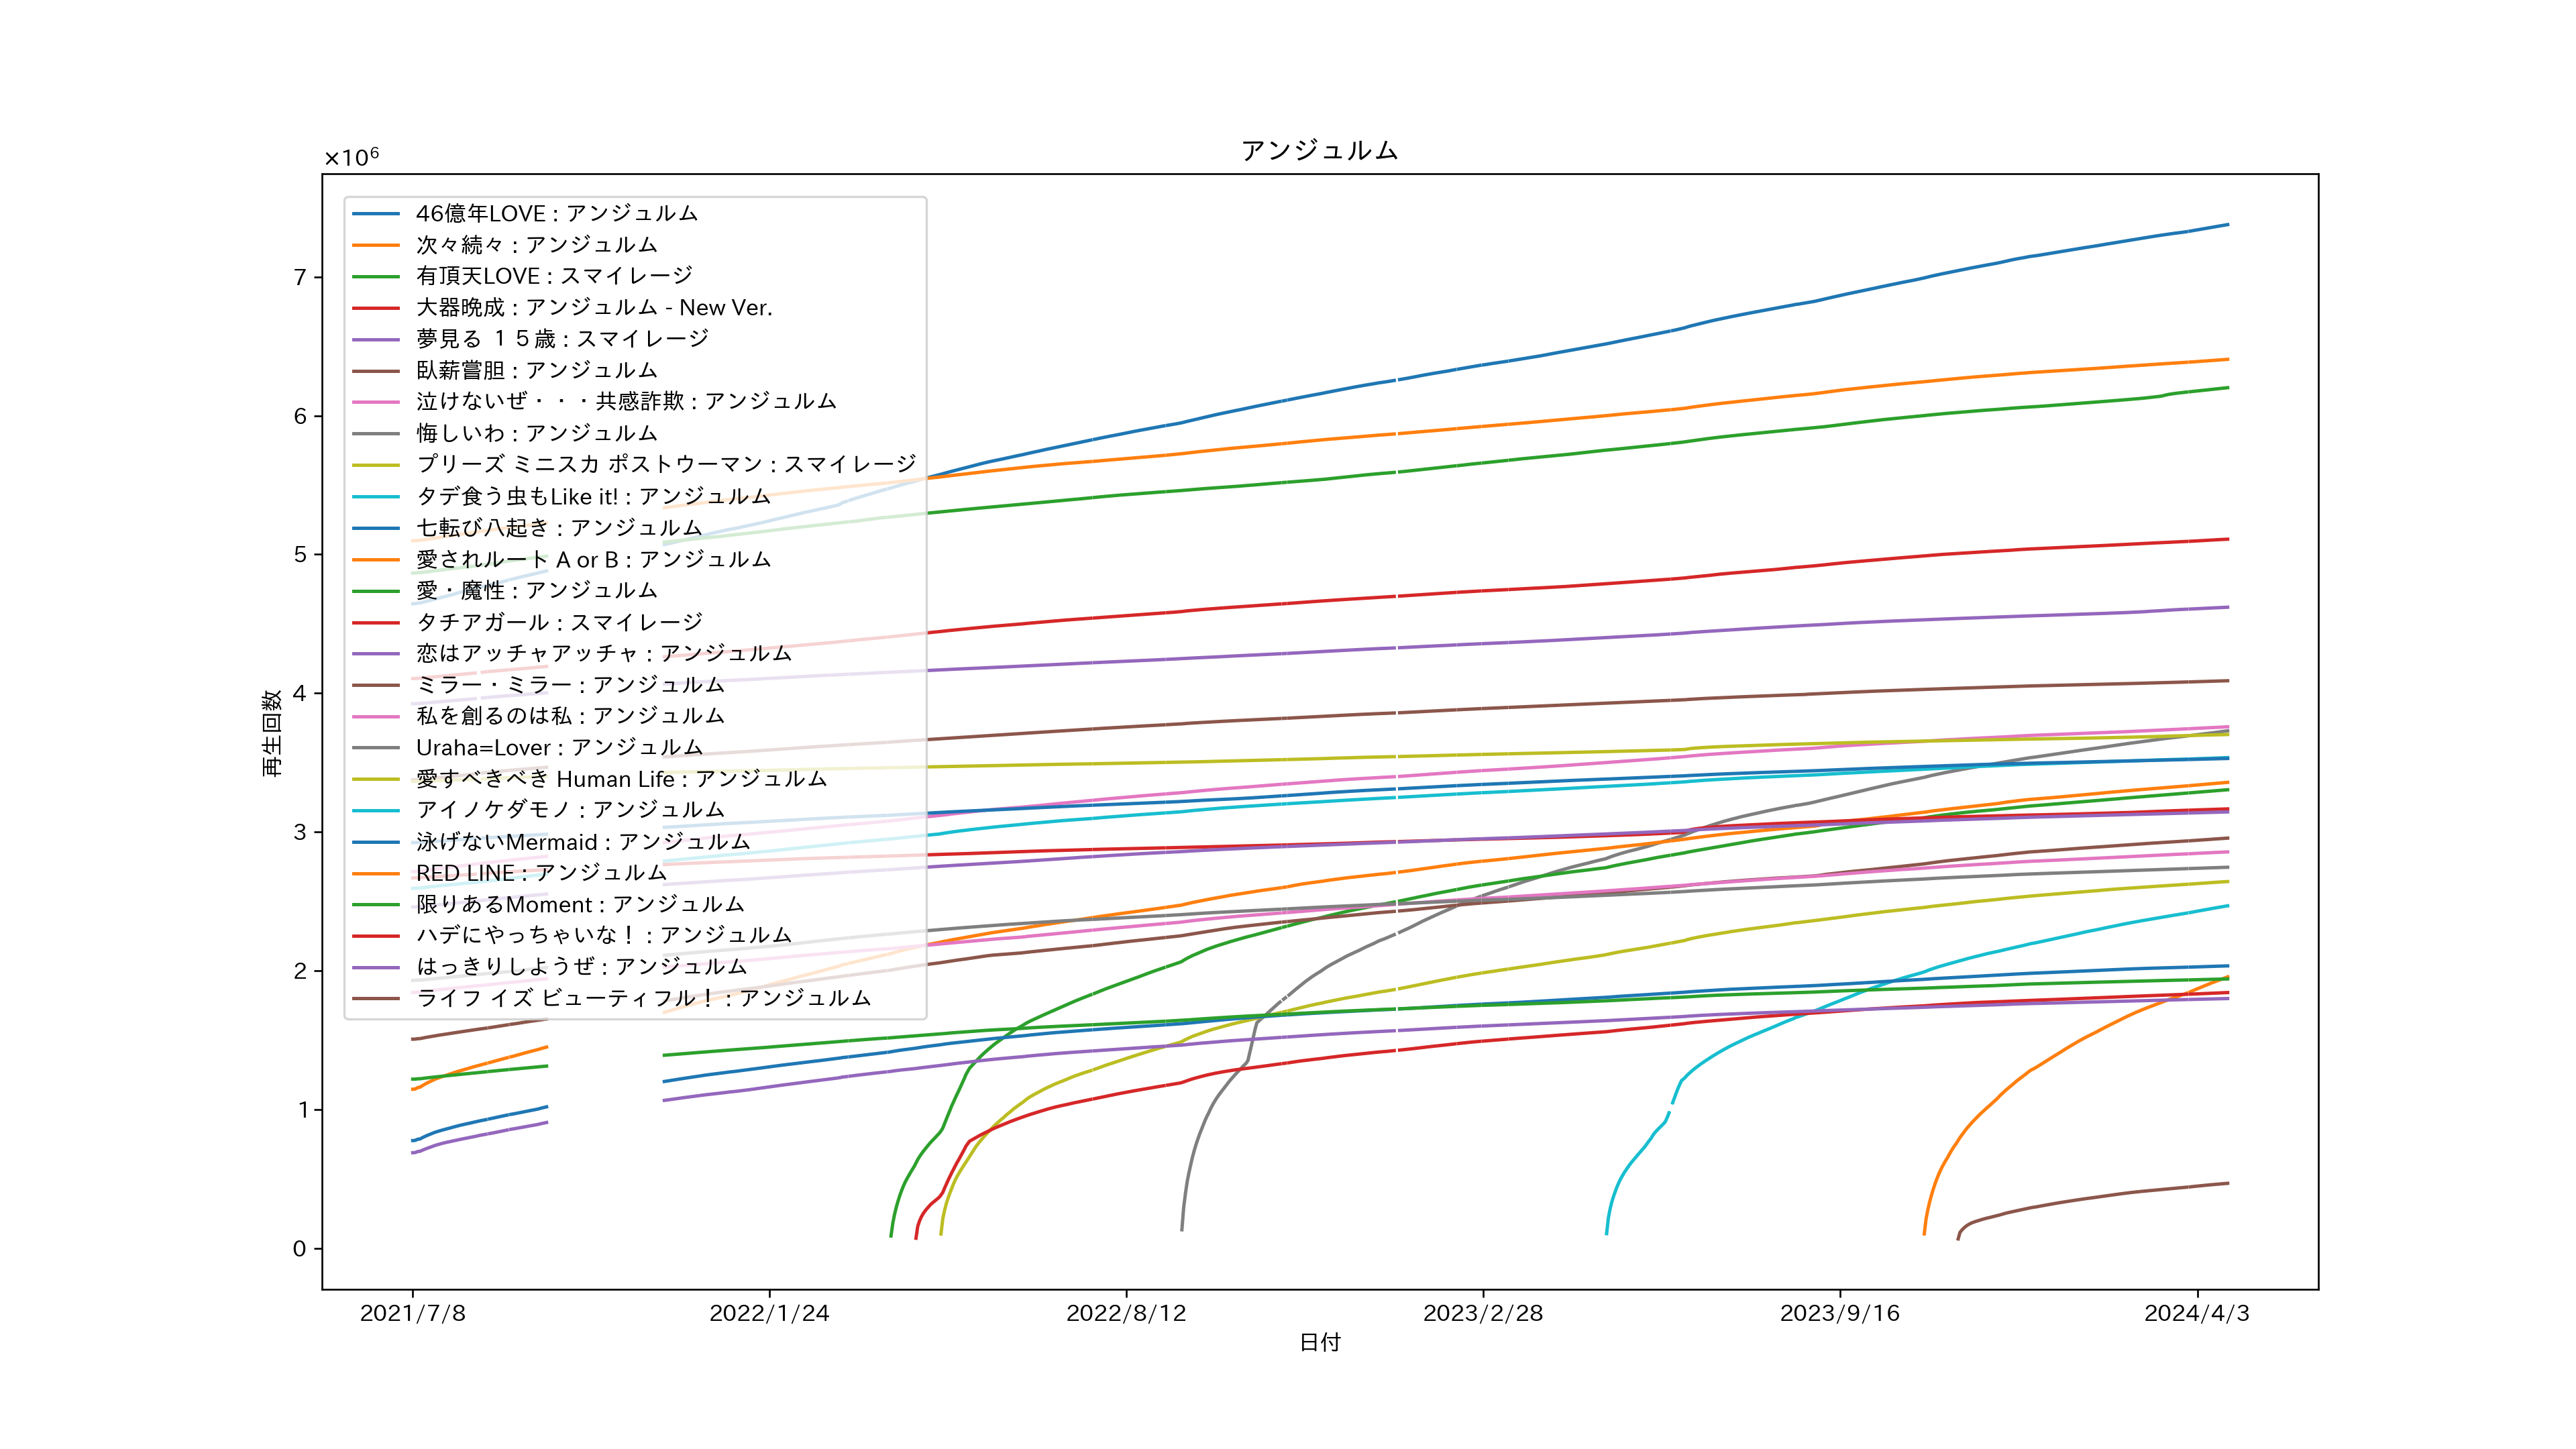 アンジュルム
×10⁶
46億年LOVE : アンジュルム
次々続々 : アンジュルム
有頂天LOVE : スマイレージ
大器晩成 : アンジュルム - New Ver.
夢見る １５歳 : スマイレージ
臥薪嘗胆 : アンジュルム
泣けないぜ・・・共感詐欺 : アンジュルム
悔しいわ : アンジュルム
プリーズ ミニスカ ポストウーマン : スマイレージ
タデ食う虫もLike it! : アンジュルム
七転び八起き : アンジュルム
愛されルート A or B : アンジュルム
愛・魔性 : アンジュルム
タチアガール : スマイレージ
恋はアッチャアッチャ : アンジュルム
ミラー・ミラー : アンジュルム
私を創るのは私 : アンジュルム
Uraha=Lover : アンジュルム
愛すべきべき Human Life : アンジュルム
アイノケダモノ : アンジュルム
泳げないMermaid : アンジュルム
RED LINE : アンジュルム
限りあるMoment : アンジュルム
ハデにやっちゃいな！ : アンジュルム
はっきりしようぜ : アンジュルム
ライフ イズ ビューティフル！ : アンジュルム
再生回数
7
6
5
4
3
2
1
0
2021/7/8
2022/1/24
2022/8/12
2023/2/28
2023/9/16
2024/4/3
日付